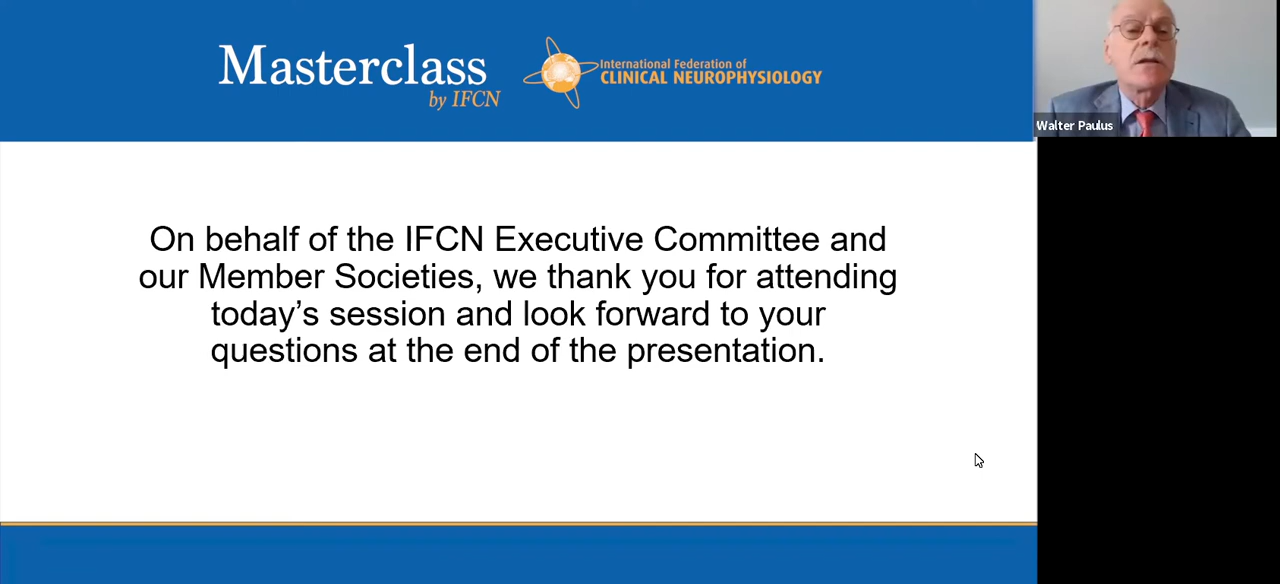 Masterclass
by IFCN
International Federation of
CLINICAL NEUROPHYSIOLOGY
Walter Paulus
On behalf of the IFCN Executive Committee and
our Member Societies, we thank you for attending
today's session and look forward to your
questions at the end of the presentation.